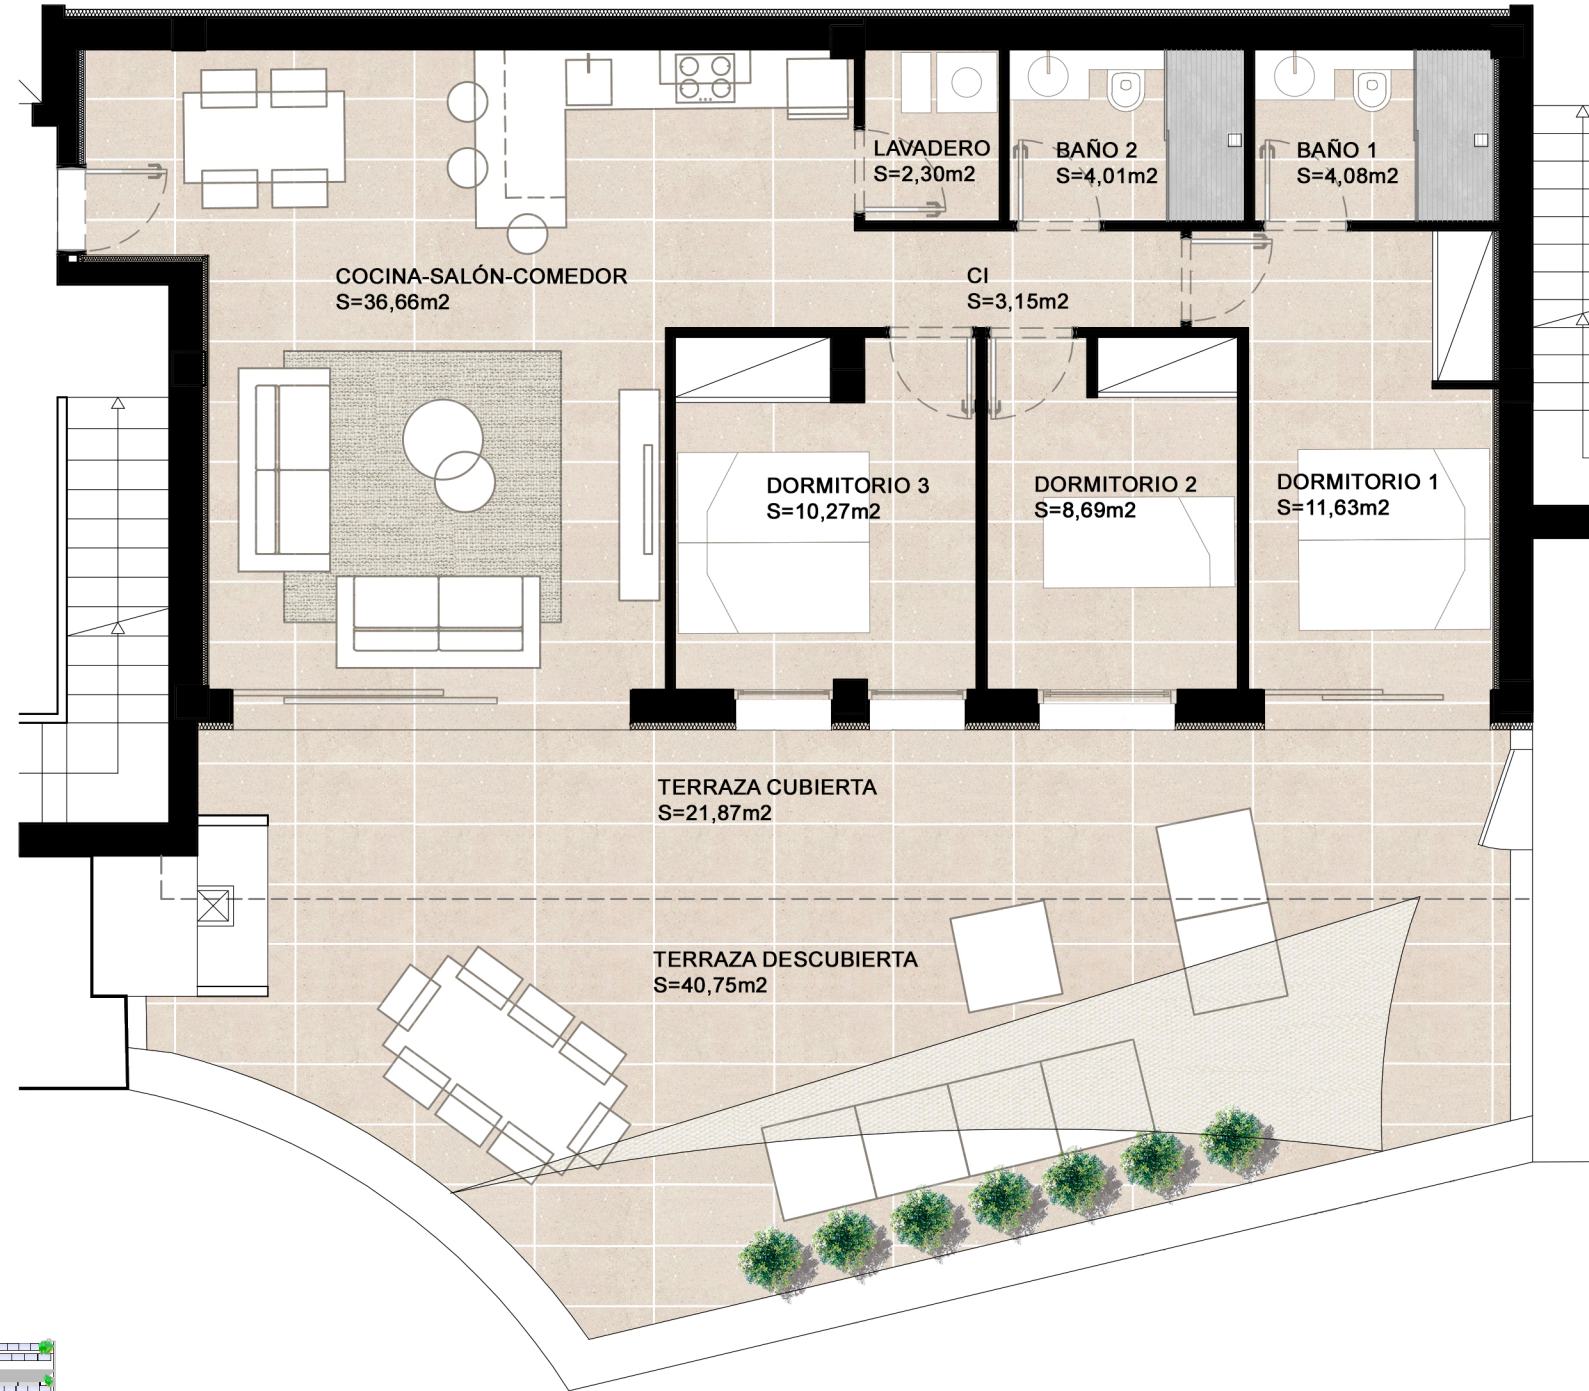 LAVADERO
S=2,30m2
BAÑO 2
S=4,01m2
BAÑO 1
S=4,08m2
COCINA-SALÓN-COMEDOR
S=36,66m2
CI
S=3,15m2
DORMITORIO 3
S=10,27m2
DORMITORIO 2
S=8,69m2
DORMITORIO 1
S=11,63m2
TERRAZA CUBIERTA
S=21,87m2
TERRAZA DESCUBIERTA
S=40,75m2